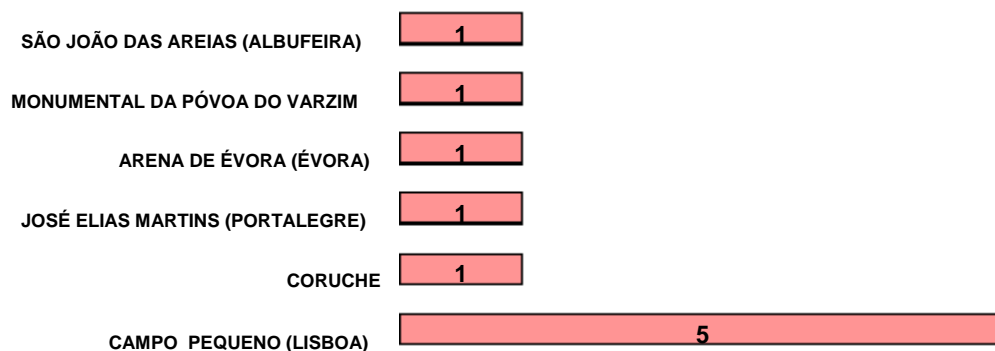 SÃO JOÃO DAS AREIAS (ALBUFEIRA) 1
MONUMENTAL DA PÓVOA DO VARZIM 1
ARENA DE ÉVORA (ÉVORA) 1
JOSÉ ELIAS MARTINS (PORTALEGRE) 1
CORUCHE 1
CAMPO PEQUENO (LISBOA) 5